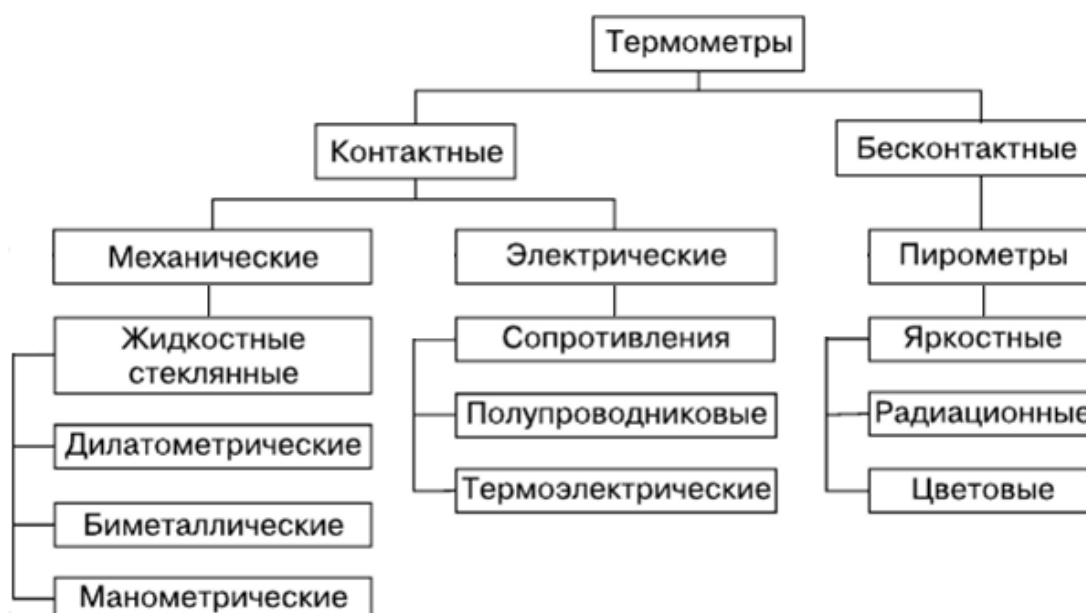 Термометры
Контактные
Бесконтактные
Механические
Электрические
Пирометры
Жидкостные
стеклянные
Сопротивления
Яркостные
Дилатометрические
Полупроводниковые
Радиационные
Биметаллические
Термоэлектрические
Цветовые
Манометрические